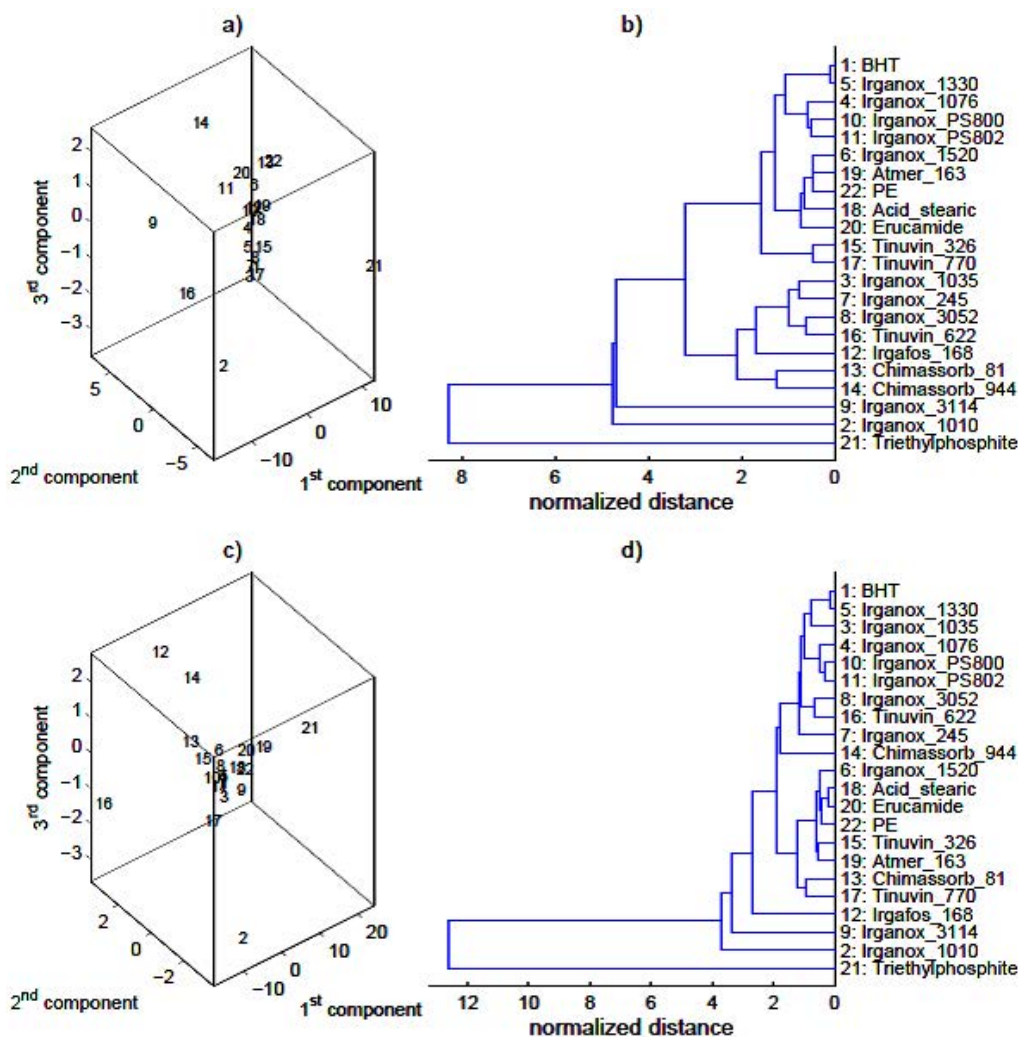 a)
3rd component
2
1
0
−1
−2
−3
14
9
16
2
20
11
6
22
4
18
5
15
17
21
5
0
−5
2nd component
−10
0
10
1st component
b)
1: BHT
5: Irganox_1330
4: Irganox_1076
10: Irganox_PS800
11: Irganox_PS802
6: Irganox_1520
19: Atmer_163
22: PE
18: Acid_stearic
20: Erucamide
15: Tinuvin_326
17: Tinuvin_770
3: Irganox_1035
7: Irganox_245
8: Irganox_3052
16: Tinuvin_622
12: Irgafos_168
13: Chimassorb_81
14: Chimassorb_944
9: Irganox_3114
2: Irganox_1010
21: Triethylphosphite
8 6 4 2 0
normalized distance
c)
3rd component
2
1
0
−1
−2
−3
12
14
21
13
6
20
19
15
8
9
3
16
17
2
2
0
−2
2nd component
−10
0
10
20
1st component
d)
1: BHT
5: Irganox_1330
3: Irganox_1035
4: Irganox_1076
10: Irganox_PS800
11: Irganox_PS802
8: Irganox_3052
16: Tinuvin_622
7: Irganox_245
14: Chimassorb_944
6: Irganox_1520
18: Acid_stearic
20: Erucamide
22: PE
15: Tinuvin_326
19: Atmer_163
13: Chimassorb_81
17: Tinuvin_770
12: Irgafos_168
9: Irganox_3114
2: Irganox_1010
21: Triethylphosphite
12 10 8 6 4 2 0
normalized distance